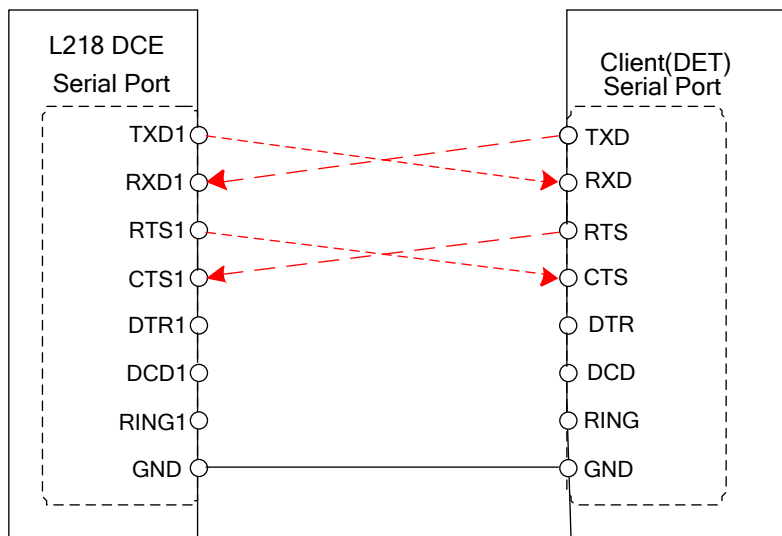 L218 DCE
Serial Port
TXD1
RXD1
RTS1
CTS1
DTR1
DCD1
RING1
GND
Client(DET)
Serial Port
TXD
RXD
RTS
CTS
DTR
DCD
RING
GND